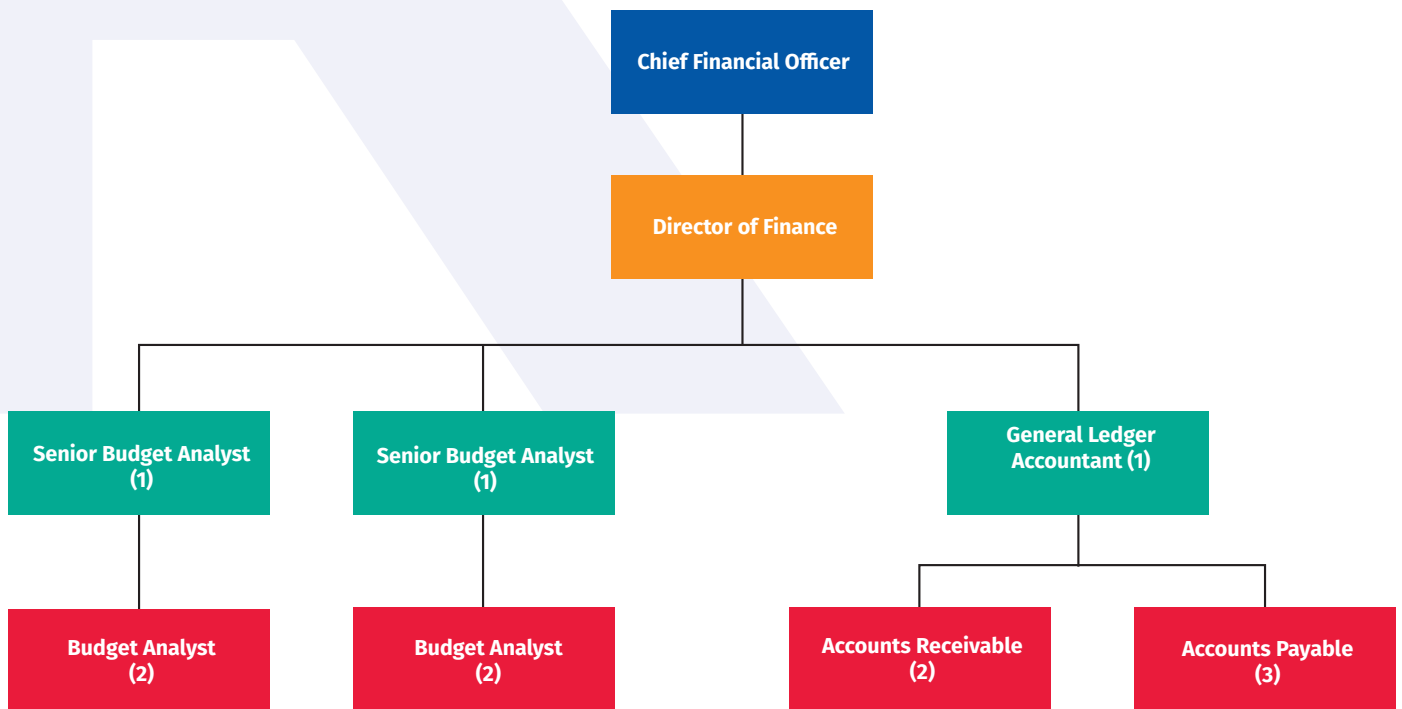 Chief Financial Officer
Director of Finance
Senior Budget Analyst
(1)
Senior Budget Analyst
(1)
General Ledger
Accountant (1)
Budget Analyst
(2)
Budget Analyst
(2)
Accounts Receivable
(2)
Accounts Payable
(3)